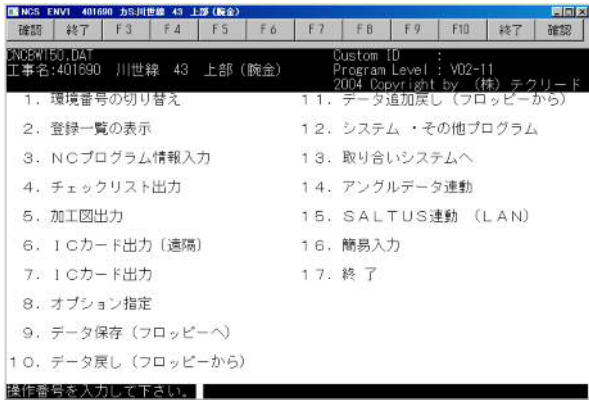 NCS ENV1 401690 カS:川世線 43 上部(腕金)
確認 終了 F3 F4 F5 F6 F7 F8 F9 F10 終了 確認
CNCBW150.DAT
Custom ID :
工事名:401690 川世線 43 上部(腕金)
Program Level : V02-11
2004 Copyright by (株) テクリード
1. 環境番号の切り替え
2. 登録一覧の表示
3. NCプログラム情報入力
4. チェックリスト出力
5. 加工図出力
6. ICカード出力(遠隔)
7. ICカード出力
8. オプション指定
9. データ保存(フロッピーへ)
10. データ戻し(フロッピーから)
11. データ追加戻し(フロッピーから)
12. システム・その他プログラム
13. 取り合いシステムへ
14. アングルデータ連動
15. SALTUS連動 (LAN)
16. 簡易入力
17. 終了
操作番号を入力して下さい。